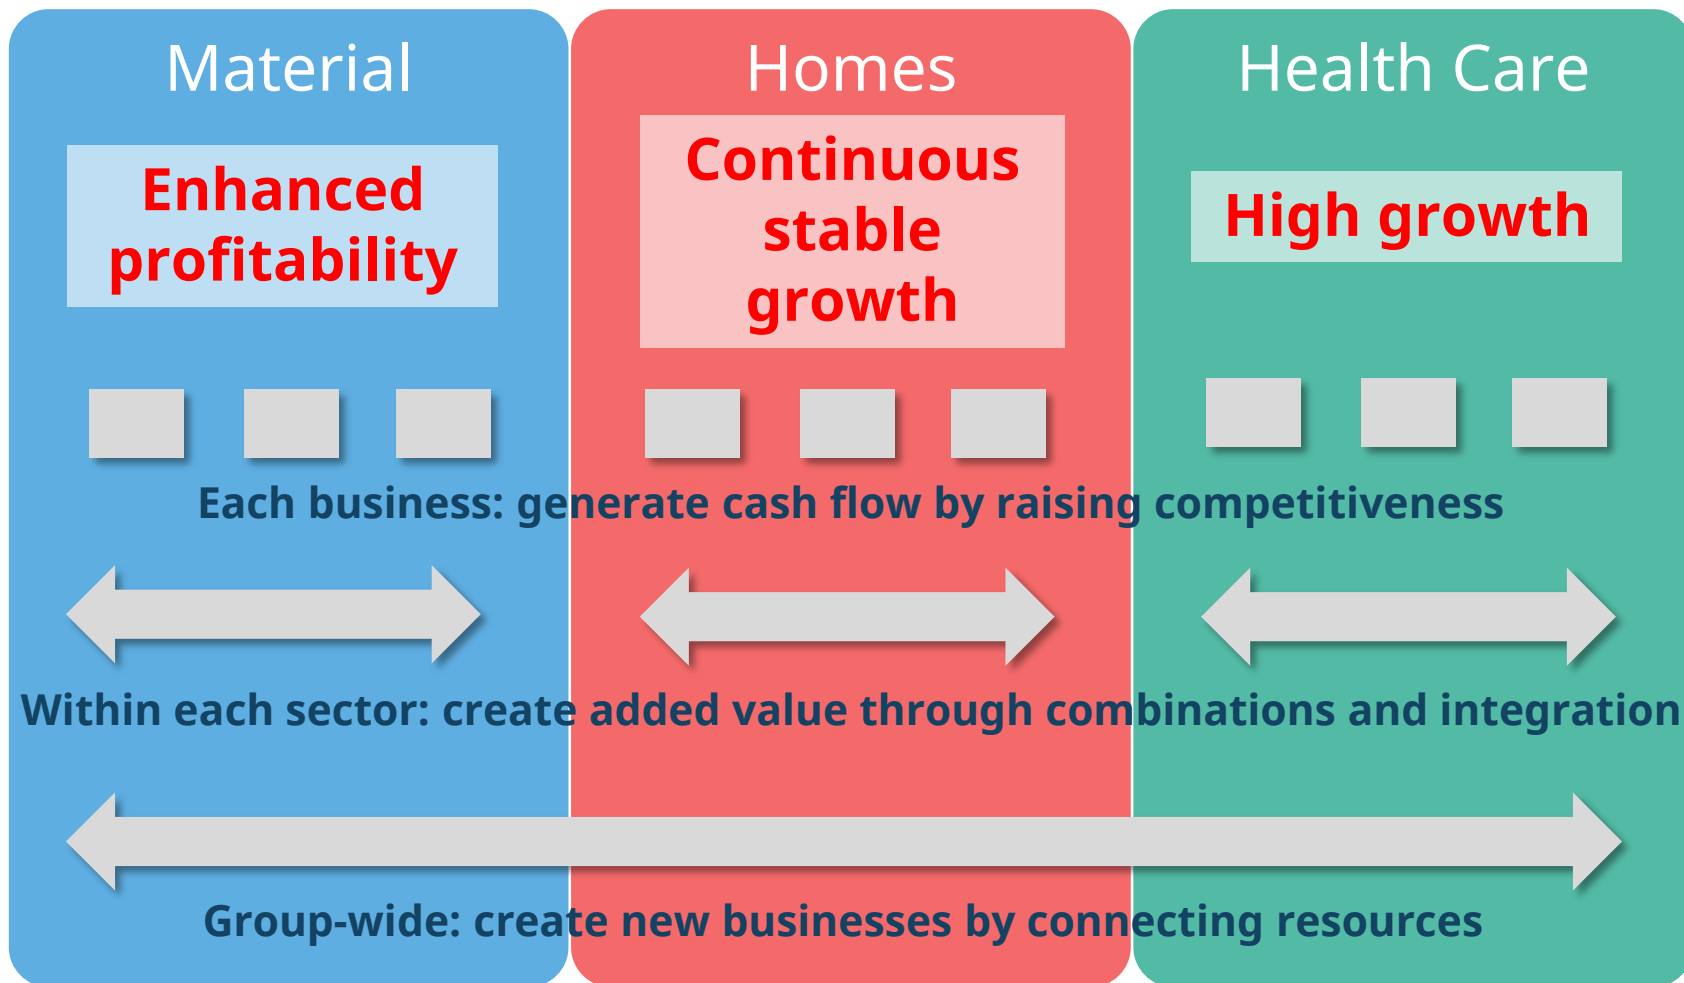 Material
Enhanced
profitability
Homes
Continuous
stable
growth
Health Care
High growth
Each business: generate cash flow by raising competitiveness
Within each sector: create added value through combinations and integration
Group-wide: create new businesses by connecting resources